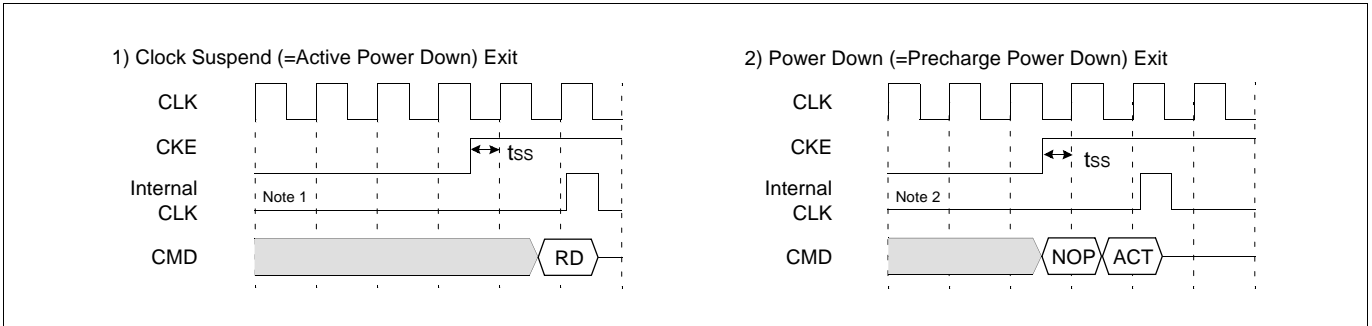 1) Clock Suspend (=Active Power Down) Exit
CLK
CKE
tss
Internal
CLK
Note 1
CMD
RD
2) Power Down (=Precharge Power Down) Exit
CLK
CKE
tss
Internal
CLK
Note 2
CMD
NOP
ACT